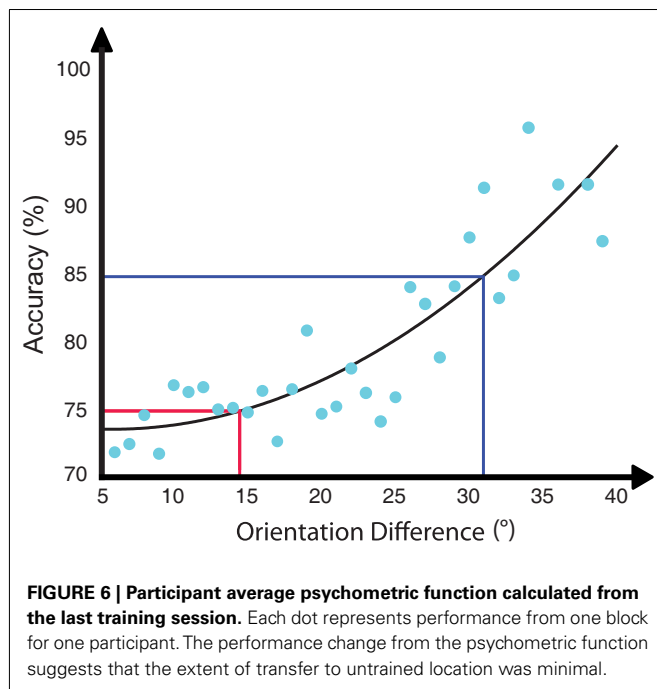 100
95
90
85
80
75
70
Accuracy (%)
5 10 15 20 25 30 35 40
Orientation Difference (°)
FIGURE 6 | Participant average psychometric function calculated from
the last training session. Each dot represents performance from one block
for one participant. The performance change from the psychometric function
suggests that the extent of transfer to untrained location was minimal.